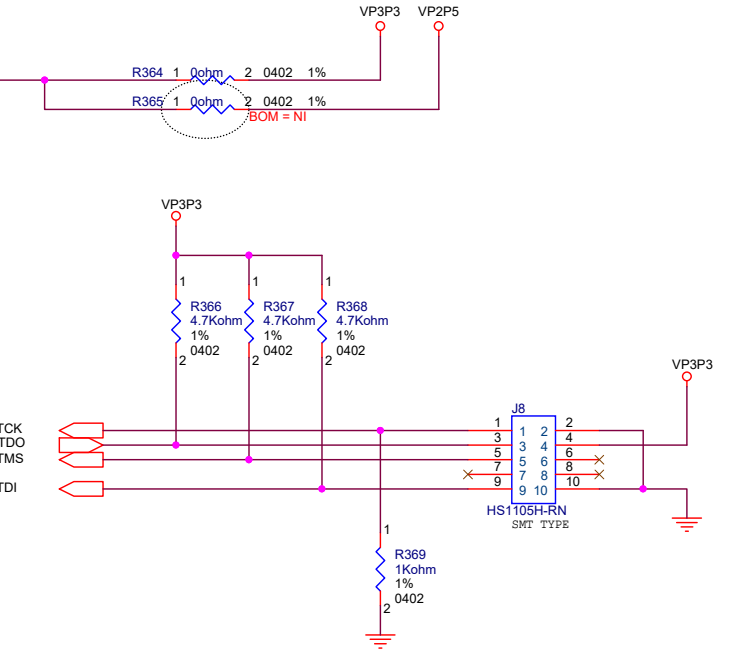 VP3P3 VP2P5
R364 1 0ohm 2 0402 1%
R365 1 0ohm 2 0402 1%
BOM = NI
VP3P3
1 1 1
R366 R367 R368
4.7Kohm 4.7Kohm 4.7Kohm
1% 1% 1%
0402 0402 0402
2 2 2
VP3P3
J8
TCK 1 1 2 2
TDO 3 3 4 4
TMS 5 5 6 6
7 7 8 8
TDI 9 9 10 10
HS1105H-RN
SMT TYPE
1
R369
1Kohm
1%
0402
2